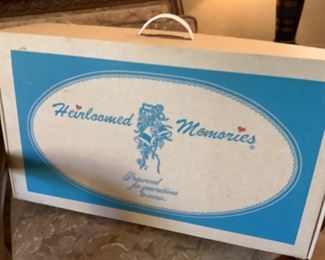 Heirloomed Memories ®
Preserved
for generations
to come...